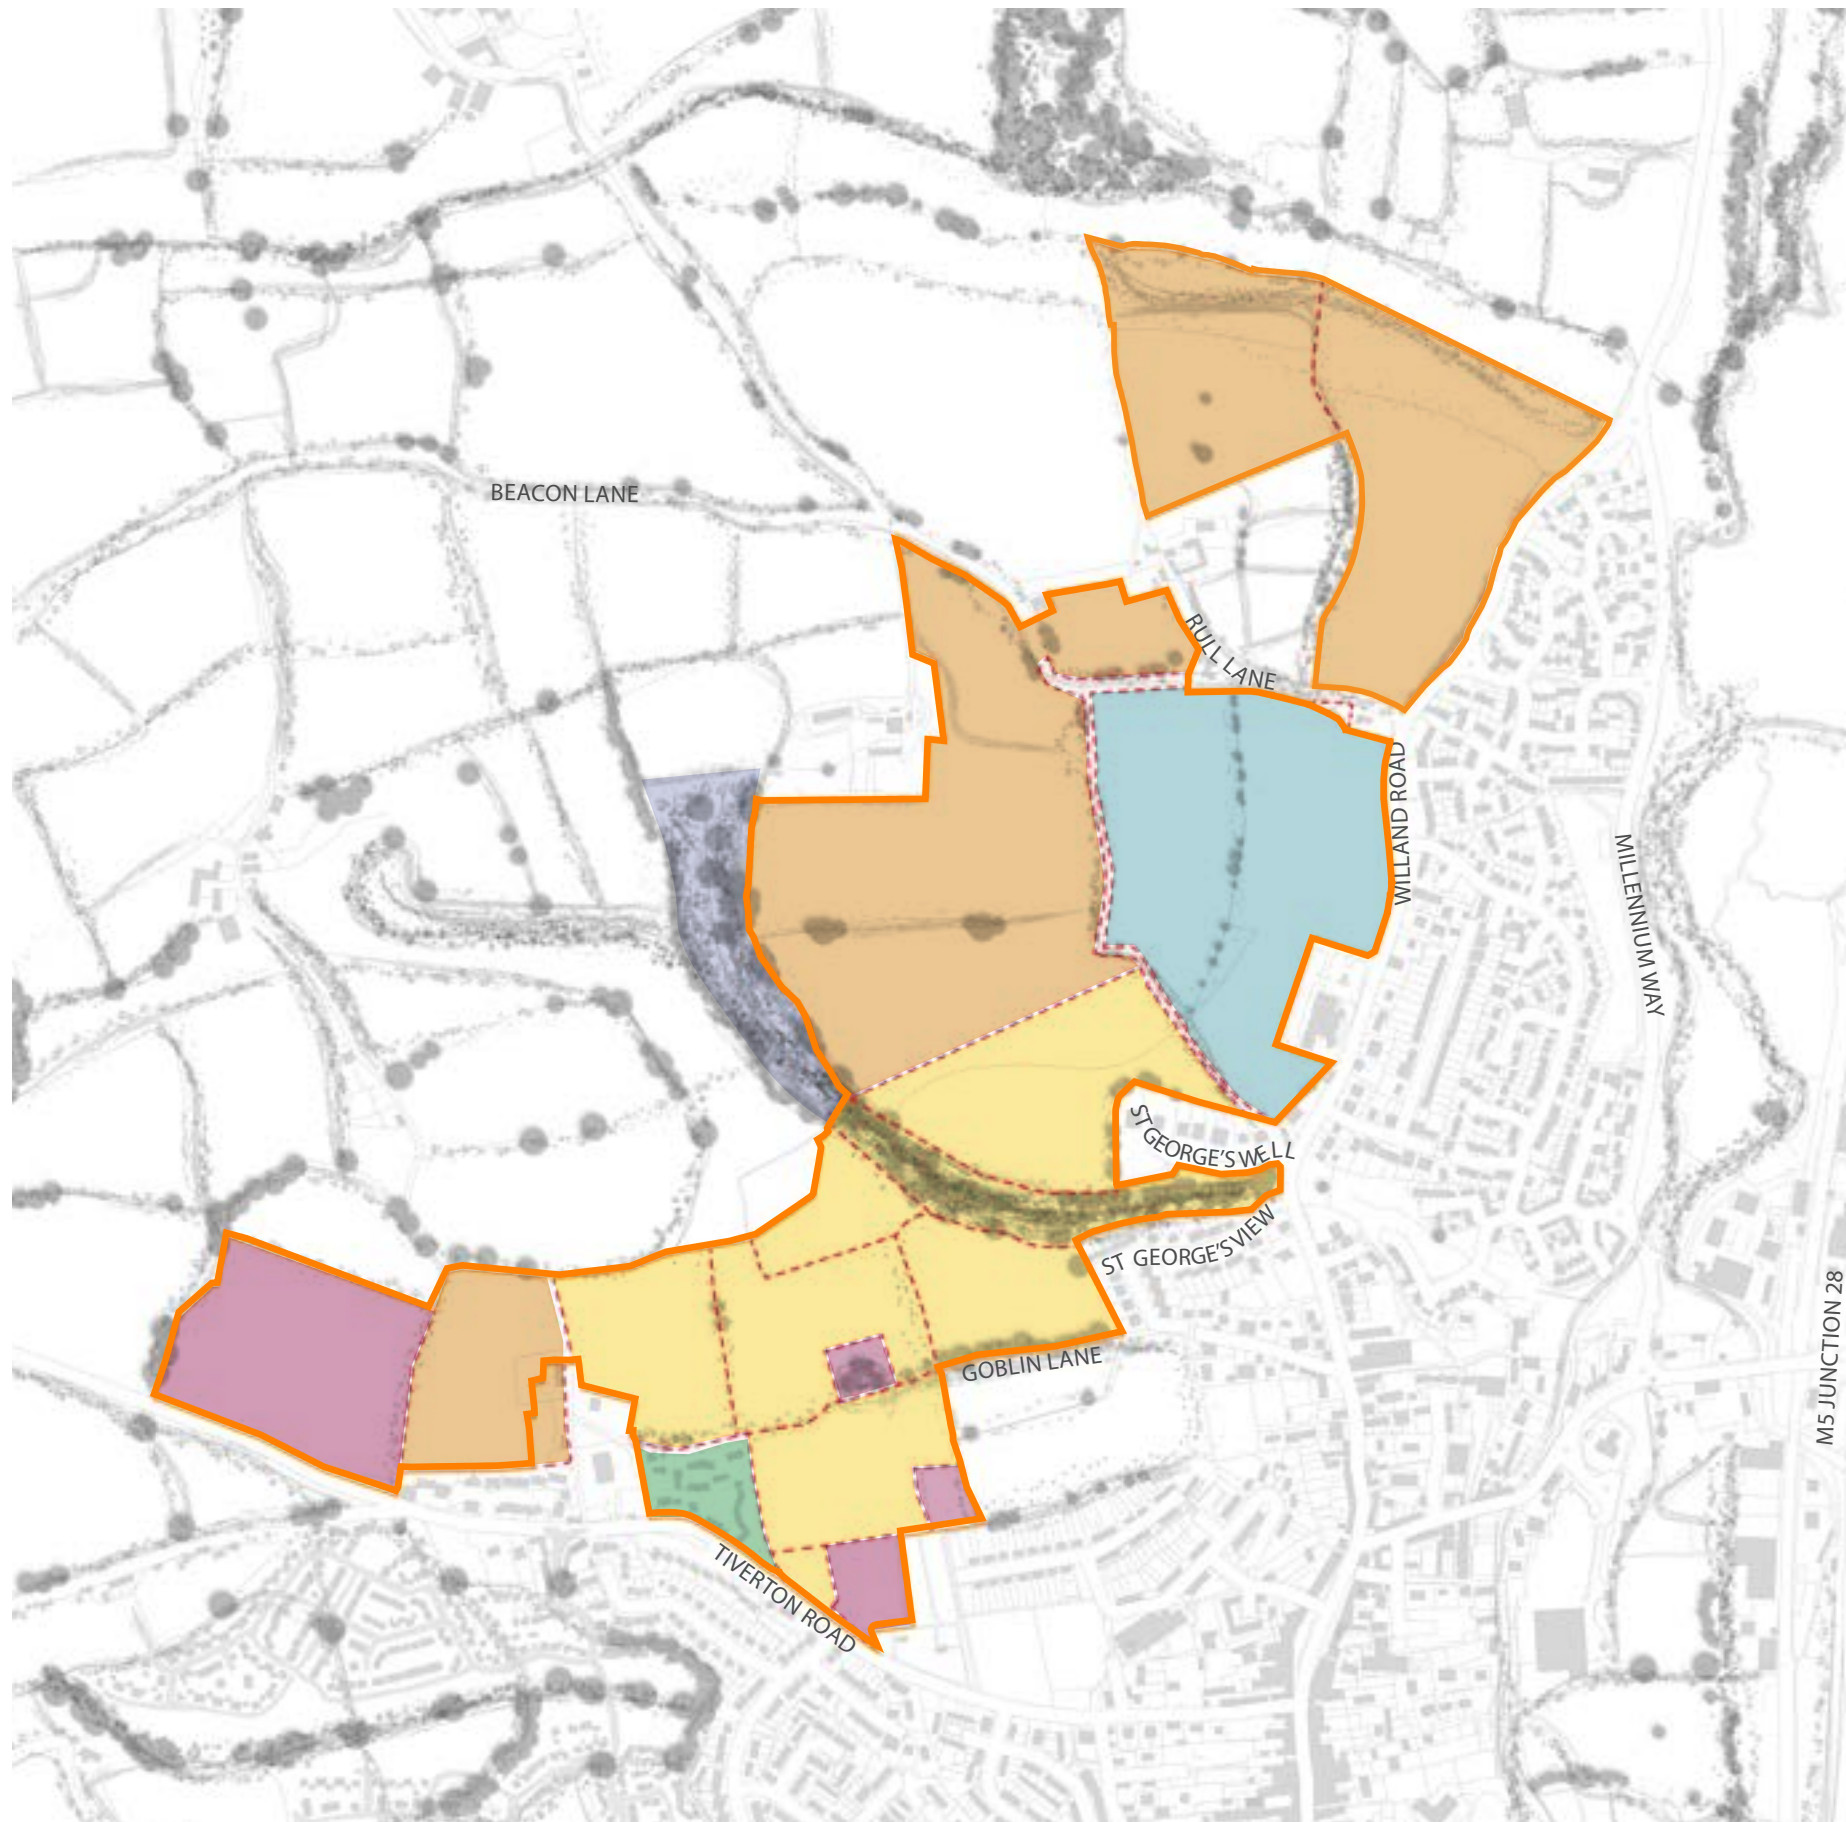 BEACON LANE
RULL LANE
WILLAND ROAD
MILLENNIUM WAY
ST GEORGE'S WELL
ST GEORGE'S VIEW
GOBLIN LANE
M5 JUNCTION 28
TIVERTON ROAD